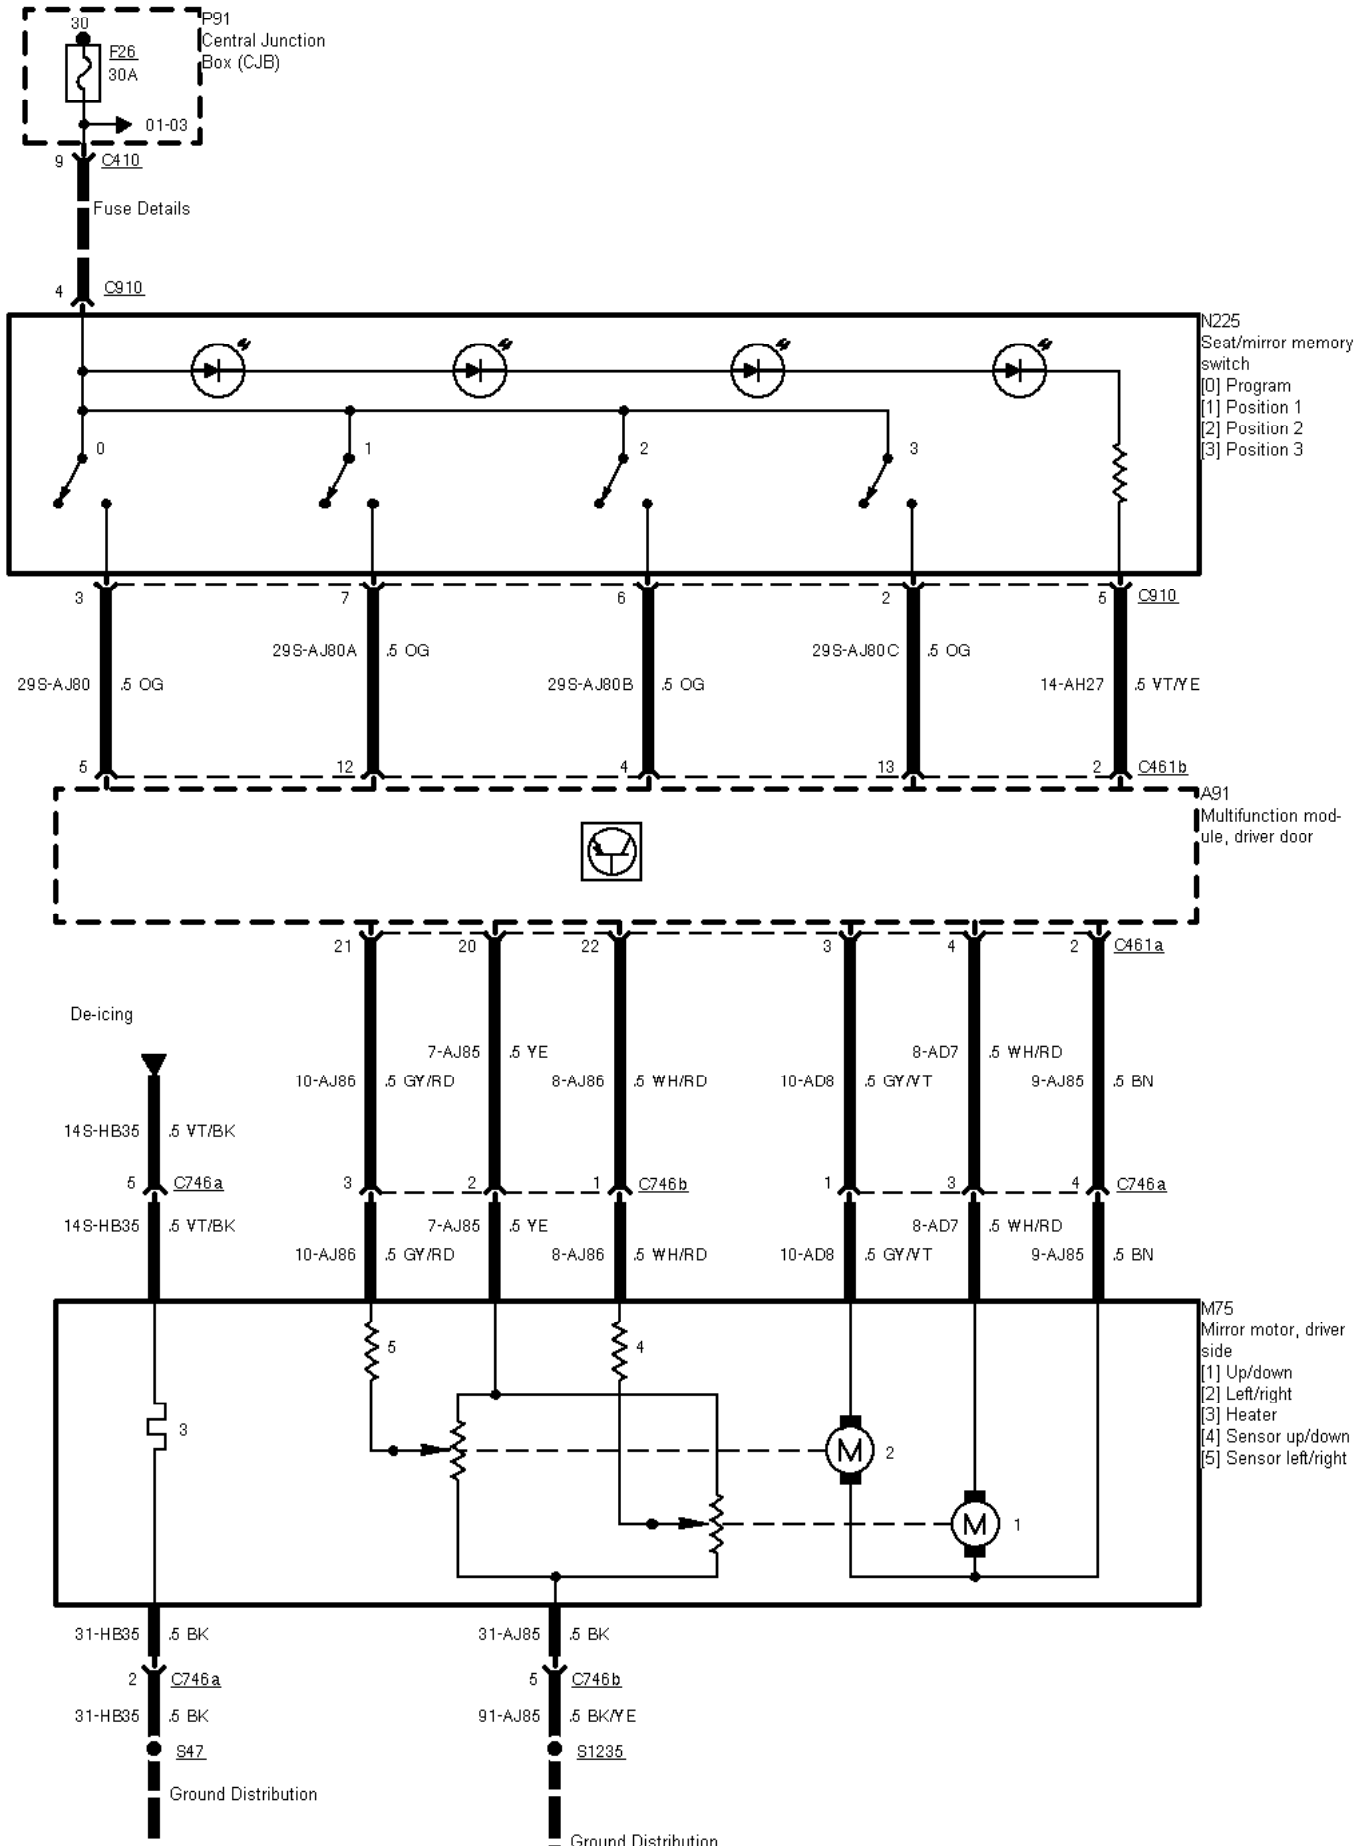 30
P91
Central Junction
Box (CJB)
F26
30A
01-03
9 C410
Fuse Details
4 C910
N225
Seat/mirror memory
switch
[0] Program
[1] Position 1
[2] Position 2
[3] Position 3
0 1 2 3
3 7 6 2 5 C910
29S-AJ80A .5 OG 29S-AJ80C .5 OG
29S-AJ80 .5 OG 29S-AJ80B .5 OG 14-AH27 .5 VT/YE
5 12 4 13 2 C461b
A91
Multifunction mod-
ule, driver door
21 20 22 3 4 2 C461a
De-icing
7-AJ85 .5 YE 8-AD7 .5 WH/RD
10-AJ86 .5 GY/RD 8-AJ86 .5 WH/RD 10-AD8 .5 GY/VT 9-AJ85 .5 BN
14S-HB35 .5 VT/BK
5 C746a 3 2 1 C746b 1 3 4 C746a
14S-HB35 .5 VT/BK 7-AJ85 .5 YE 8-AD7 .5 WH/RD
10-AJ86 .5 GY/RD 8-AJ86 .5 WH/RD 10-AD8 .5 GY/VT 9-AJ85 .5 BN
M75
Mirror motor, driver
side
[1] Up/down
[2] Left/right
[3] Heater
[4] Sensor up/down
[5] Sensor left/right
5 4
3
M 2
M 1
31-HB35 .5 BK 31-AJ85 .5 BK
2 C746a 5 C746b
31-HB35 .5 BK 91-AJ85 .5 BK/YE
S47 S1235
Ground Distribution
Ground Distribution